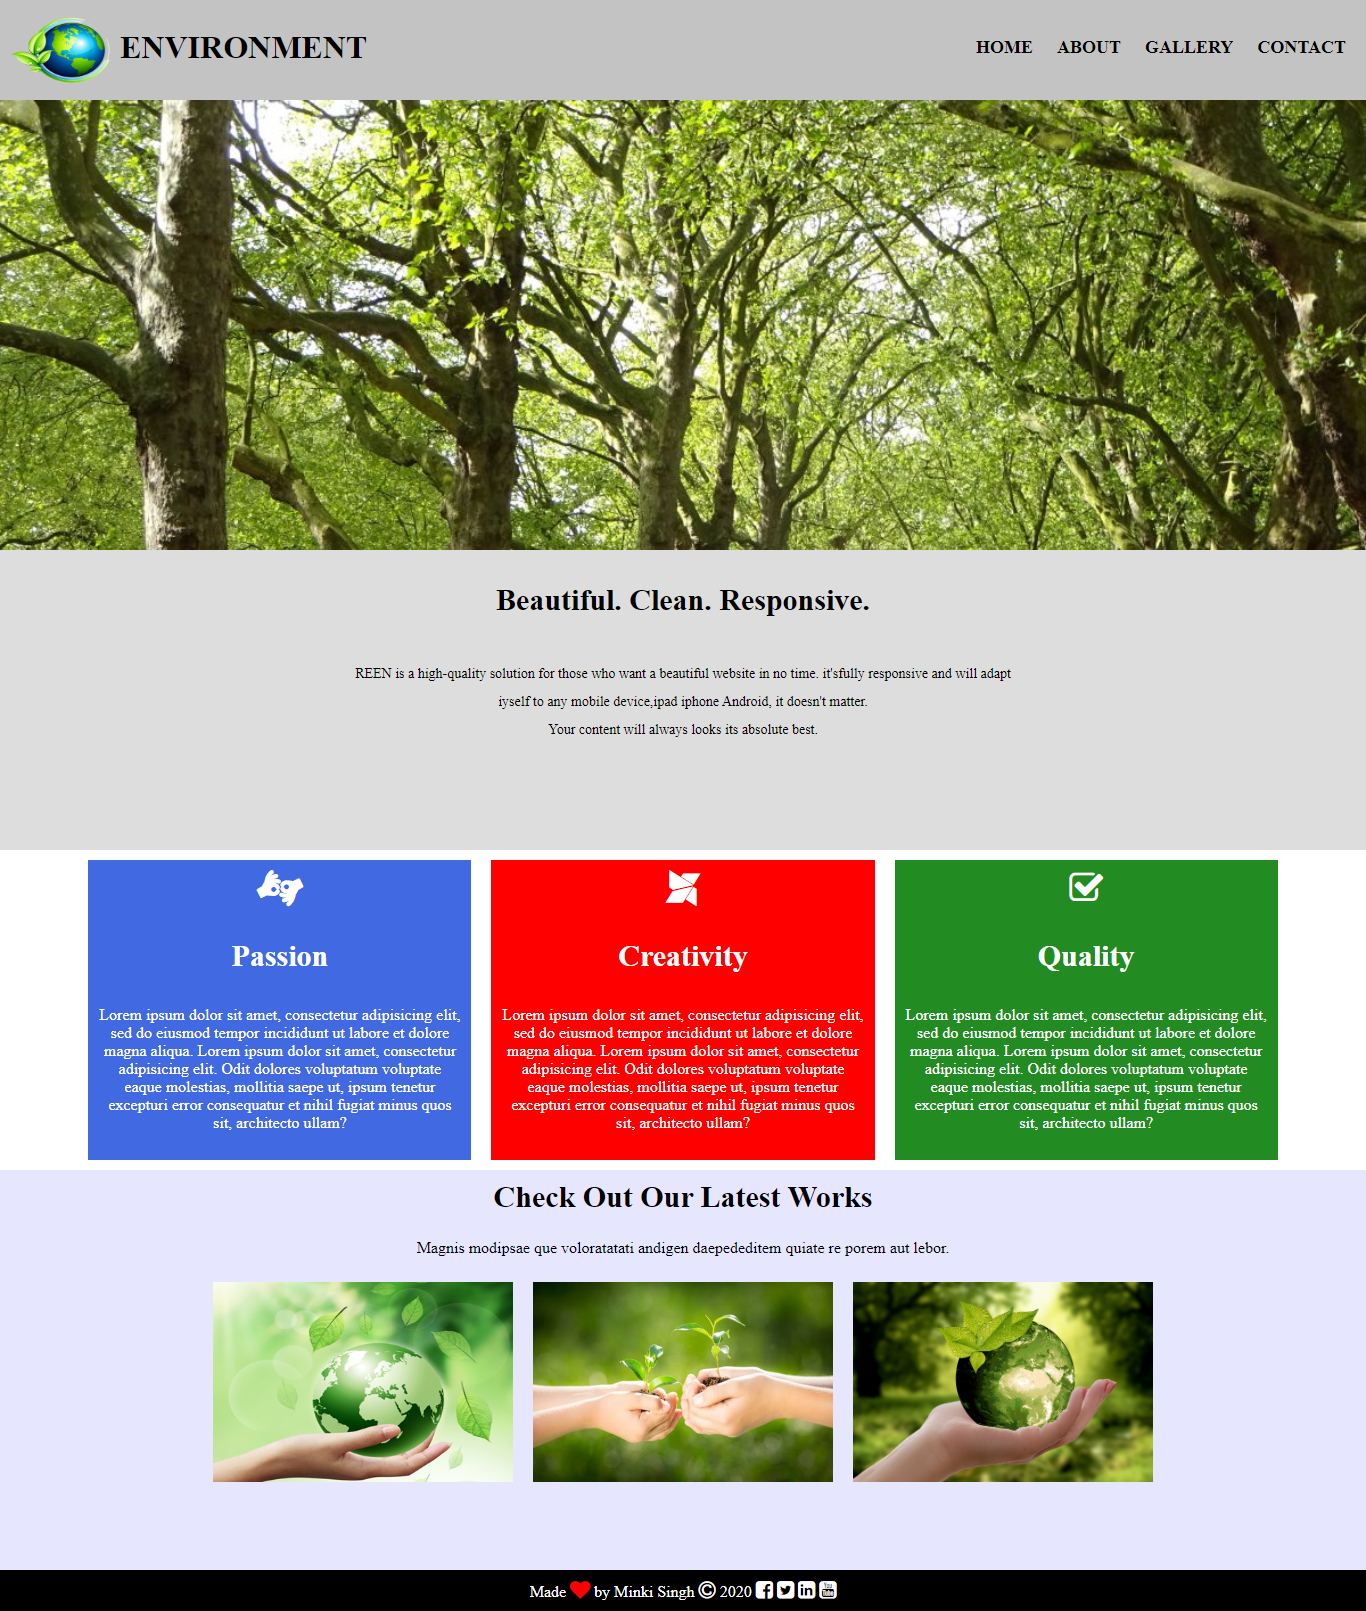 ENVIRONMENT
HOME ABOUT GALLERY CONTACT
Beautiful. Clean. Responsive.
REEN is a high-quality solution for those who want a beautiful website in no time. it'sfully responsive and will adapt
iyself to any mobile device,ipad iphone Android, it doesn't matter.
Your content will always looks its absolute best.
Passion
Lorem ipsum dolor sit amet, consectetur adipisicing elit,
sed do eiusmod tempor incididunt ut labore et dolore
magna aliqua. Lorem ipsum dolor sit amet, consectetur
adipisicing elit. Odit dolores voluptatum voluptate
eaque molestias, mollitia saepe ut, ipsum tenetur
excepturi error consequatur et nihil fugiat minus quos
sit, architecto ullam?
Creativity
Lorem ipsum dolor sit amet, consectetur adipisicing elit,
sed do eiusmod tempor incididunt ut labore et dolore
magna aliqua. Lorem ipsum dolor sit amet, consectetur
adipisicing elit. Odit dolores voluptatum voluptate
eaque molestias, mollitia saepe ut, ipsum tenetur
excepturi error consequatur et nihil fugiat minus quos
sit, architecto ullam?
Quality
Lorem ipsum dolor sit amet, consectetur adipisicing elit,
sed do eiusmod tempor incididunt ut labore et dolore
magna aliqua. Lorem ipsum dolor sit amet, consectetur
adipisicing elit. Odit dolores voluptatum voluptate
eaque molestias, mollitia saepe ut, ipsum tenetur
excepturi error consequatur et nihil fugiat minus quos
sit, architecto ullam?
Check Out Our Latest Works
Magnis modipsae que voloratatati andigen daepededitem quiate re porem aut lebor.
Made ❤ by Minki Singh © 2020